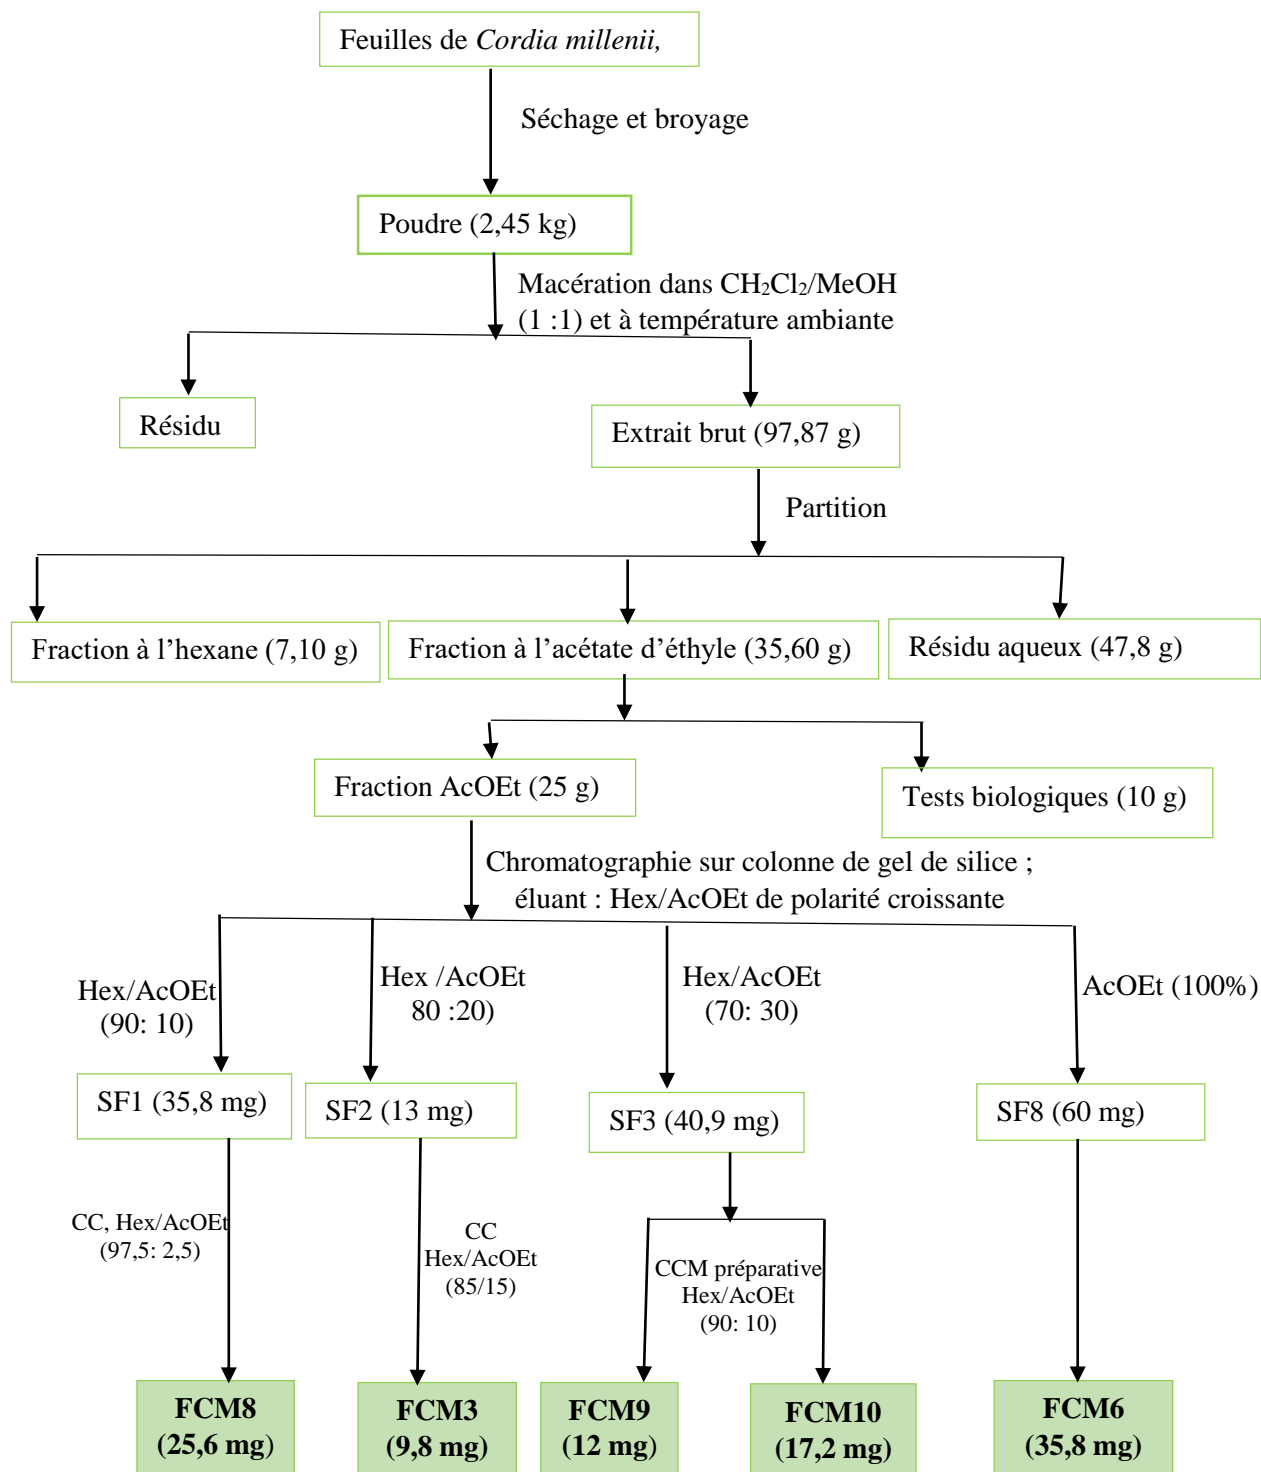 Feuilles de Cordia millenii,
Séchage et broyage
Poudre (2,45 kg)
Macération dans CH₂Cl₂/MeOH
(1 :1) et à température ambiante
Résidu
Extrait brut (97,87 g)
Partition
Fraction à l’hexane (7,10 g)
Fraction à l’acétate d’éthyle (35,60 g)
Résidu aqueux (47,8 g)
Fraction AcOEt (25 g)
Tests biologiques (10 g)
Chromatographie sur colonne de gel de silice ;
éluant : Hex/AcOEt de polarité croissante
Hex/AcOEt
(90: 10)
Hex /AcOEt
80 :20)
Hex/AcOEt
(70: 30)
AcOEt (100%)
SF1 (35,8 mg)
SF2 (13 mg)
SF3 (40,9 mg)
SF8 (60 mg)
CC, Hex/AcOEt
(97,5: 2,5)
CC
Hex/AcOEt
(85/15)
CCM préparative
Hex/AcOEt
(90: 10)
FCM8
(25,6 mg)
FCM3
(9,8 mg)
FCM9
(12 mg)
FCM10
(17,2 mg)
FCM6
(35,8 mg)